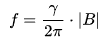 f = γ / 2π · |B|